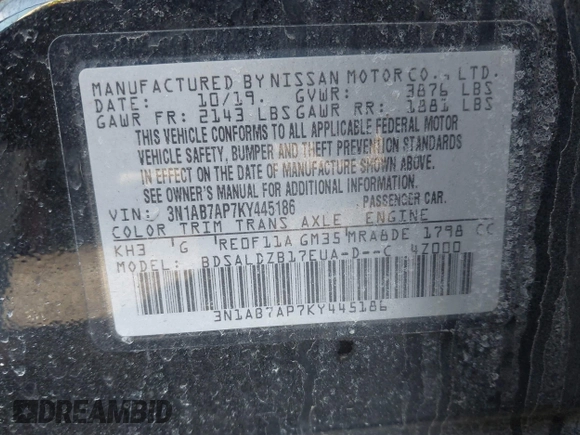 MANUFACTURED BY NISSAN MOTOR CO., LTD.
DATE: 10/19. GVWR: 3876 LBS
GAWR FR: 2143 LBS GAWR RR: 1881 LBS
THIS VEHICLE CONFORMS TO ALL APPLICABLE FEDERAL MOTOR
VEHICLE SAFETY, BUMPER AND THEFT PREVENTION STANDARDS
IN EFFECT ON THE DATE OF MANUFACTURE SHOWN ABOVE.
SEE OWNER'S MANUAL FOR ADDITIONAL INFORMATION.
VIN: 3N1AB7AP7KY445186 PASSENGER CAR.
COLOR TRIM TRANS AXLE ENGINE
KH3 G RE0F11A GM35 MRA8DE 1798 CC
MODEL: BDSALDZB17EUA-D--C 4Z000
3N1AB7AP7KY445186
DREAMBID